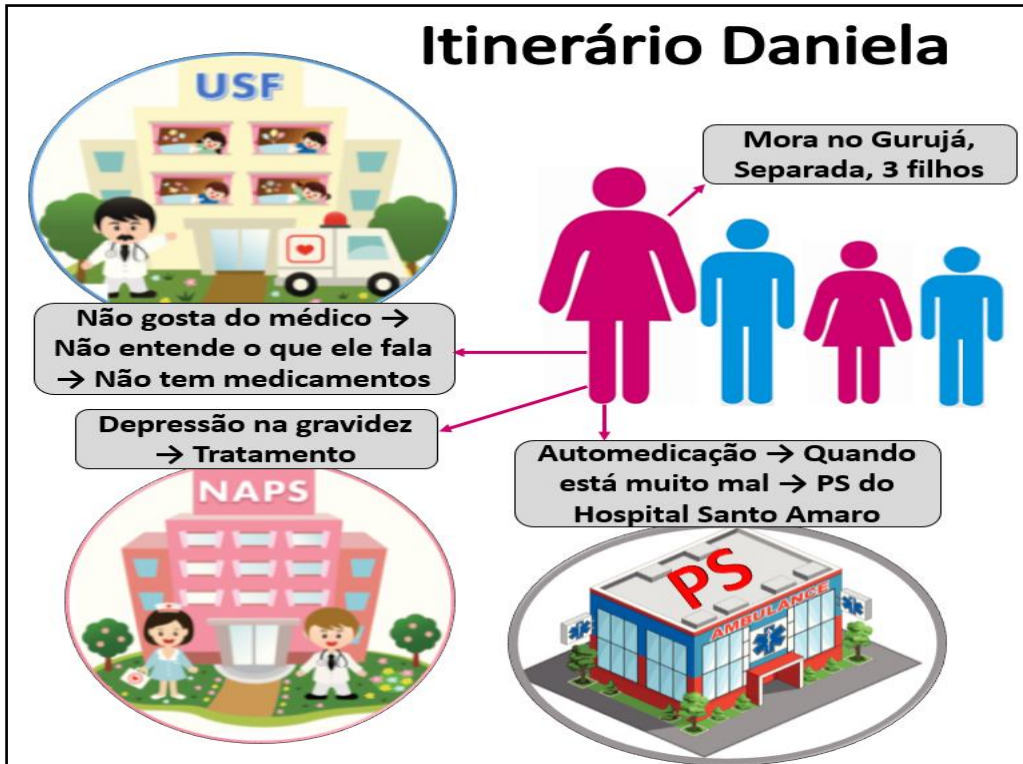 Itinerário Daniela
USF
Mora no Gurujá,
Separada, 3 filhos
Não gosta do médico →
Não entende o que ele fala
→ Não tem medicamentos
Depressão na gravidez
→ Tratamento
NAPS
Automedicação → Quando
está muito mal → PS do
Hospital Santo Amaro
PS
AMBULANCE